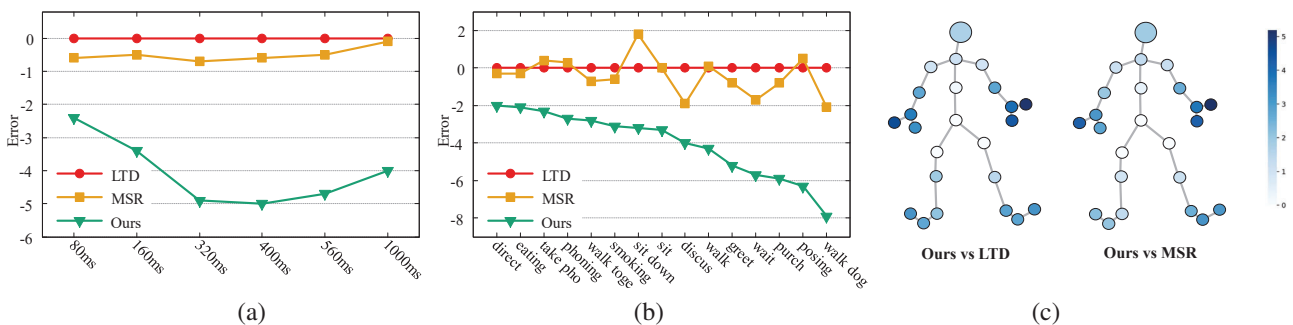 0
-1
-2
-3
-4
-5
-6
Error
LTD
MSR
Ours
80ms
160ms
320ms
400ms
560ms
1000ms
(a)
2
0
-2
-4
-6
-8
Error
LTD
MSR
Ours
direct
eating
take pho
phoning
walk toge
smoking
sit down
sit
discus
walk
greet
wait
purch
posing
walk dog
(b)
Ours vs LTD
Ours vs MSR
5
4
3
2
1
0
(c)